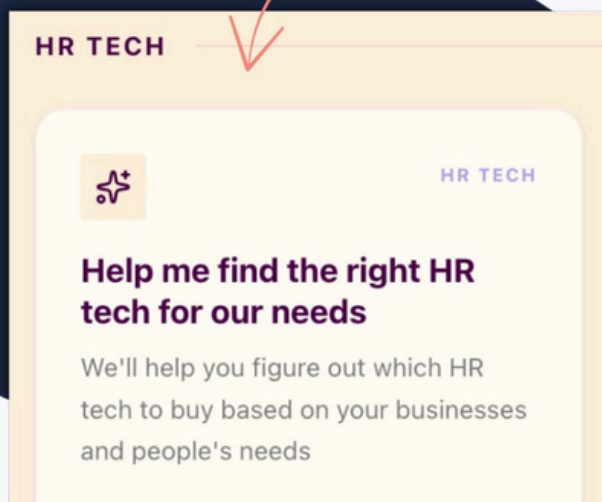 HR TECH
HR TECH
Help me find the right HR
tech for our needs
We'll help you figure out which HR
tech to buy based on your businesses
and people's needs